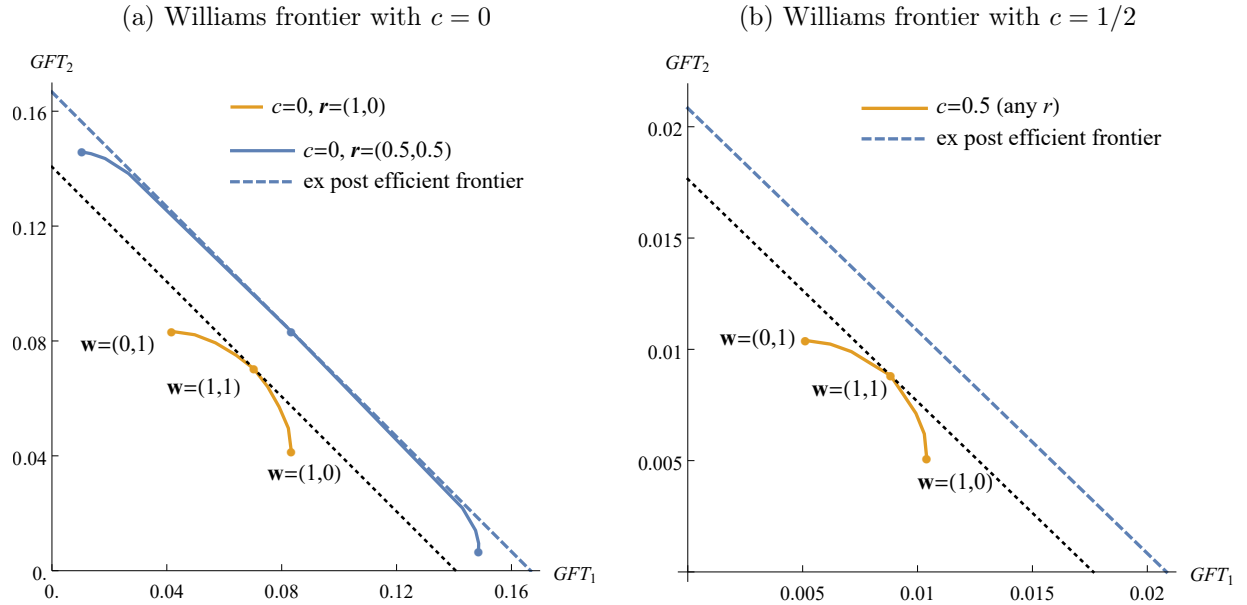 (a) Williams frontier with c = 0
GFT₂
0.16
0.12
0.08
0.04
0.
0.
0.04
0.08
0.12
0.16
GFT₁
c=0, r=(1,0)
c=0, r=(0.5,0.5)
ex post efficient frontier
w=(0,1)
w=(1,1)
w=(1,0)
(b) Williams frontier with c = 1/2
GFT₂
0.02
0.015
0.01
0.005
0.005
0.01
0.015
0.02
GFT₁
c=0.5 (any r)
ex post efficient frontier
w=(0,1)
w=(1,1)
w=(1,0)